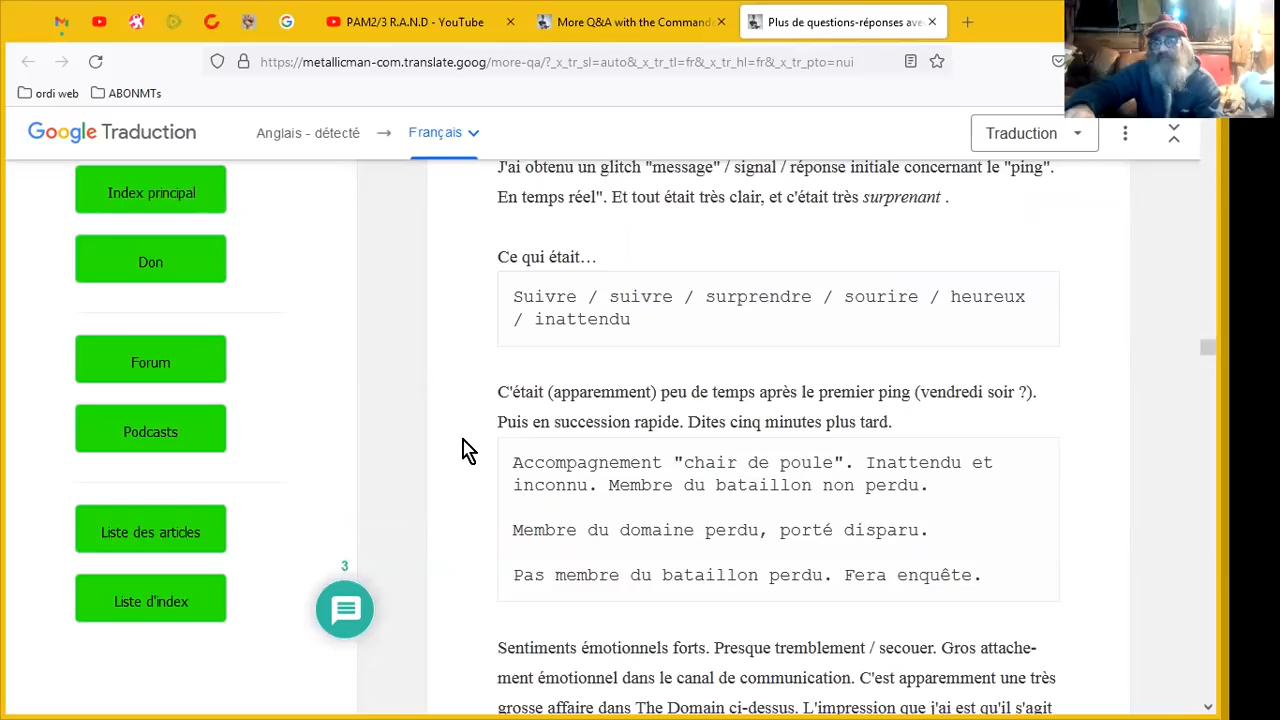 PAM2/3 R.A.N.D - YouTube
More Q&A with the Command
Plus de questions-réponses ave
https://metallicman-com.translate.goog/more-qa/?_x_tr_sl=auto&_x_tr_tl=fr&_x_tr_hl=fr&_x_tr_pto=nui
ordi web
ABONMTs
Google Traduction
Anglais - détecté
Français
Traduction
Index principal
Don
Forum
Podcasts
Liste des articles
Liste d'index
3
J'ai obtenu un glitch "message" / signal / réponse initiale concernant le "ping".
En temps réel". Et tout était très clair, et c'était très surprenant .
Ce qui était…
Suivre / suivre / surprendre / sourire / heureux
/ inattendu
C'était (apparemment) peu de temps après le premier ping (vendredi soir ?).
Puis en succession rapide. Dites cinq minutes plus tard.
Accompagnement "chair de poule". Inattendu et
inconnu. Membre du bataillon non perdu.
Membre du domaine perdu, porté disparu.
Pas membre du bataillon perdu. Fera enquête.
Sentiments émotionnels forts. Presque tremblement / secouer. Gros attache-
ment émotionnel dans le canal de communication. C'est apparemment une très
grosse affaire dans The Domain ci-dessus. L'impression que j'ai est qu'il s'agit